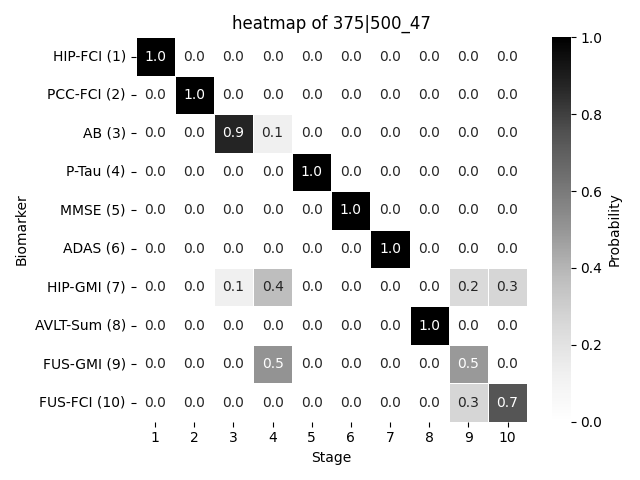 heatmap of 375|500_47
HIP-FCI (1) 1.0 0.0 0.0 0.0 0.0 0.0 0.0 0.0 0.0 0.0
PCC-FCI (2) 0.0 1.0 0.0 0.0 0.0 0.0 0.0 0.0 0.0 0.0
AB (3) 0.0 0.0 0.9 0.1 0.0 0.0 0.0 0.0 0.0 0.0
P-Tau (4) 0.0 0.0 0.0 0.0 1.0 0.0 0.0 0.0 0.0 0.0
MMSE (5) 0.0 0.0 0.0 0.0 0.0 1.0 0.0 0.0 0.0 0.0
ADAS (6) 0.0 0.0 0.0 0.0 0.0 0.0 1.0 0.0 0.0 0.0
HIP-GMI (7) 0.0 0.0 0.1 0.4 0.0 0.0 0.0 0.0 0.2 0.3
AVLT-Sum (8) 0.0 0.0 0.0 0.0 0.0 0.0 0.0 1.0 0.0 0.0
FUS-GMI (9) 0.0 0.0 0.0 0.5 0.0 0.0 0.0 0.0 0.5 0.0
FUS-FCI (10) 0.0 0.0 0.0 0.0 0.0 0.0 0.0 0.0 0.3 0.7
1 2 3 4 5 6 7 8 9 10
Stage
Biomarker
1.0
0.8
0.6
0.4
0.2
0.0
Probability